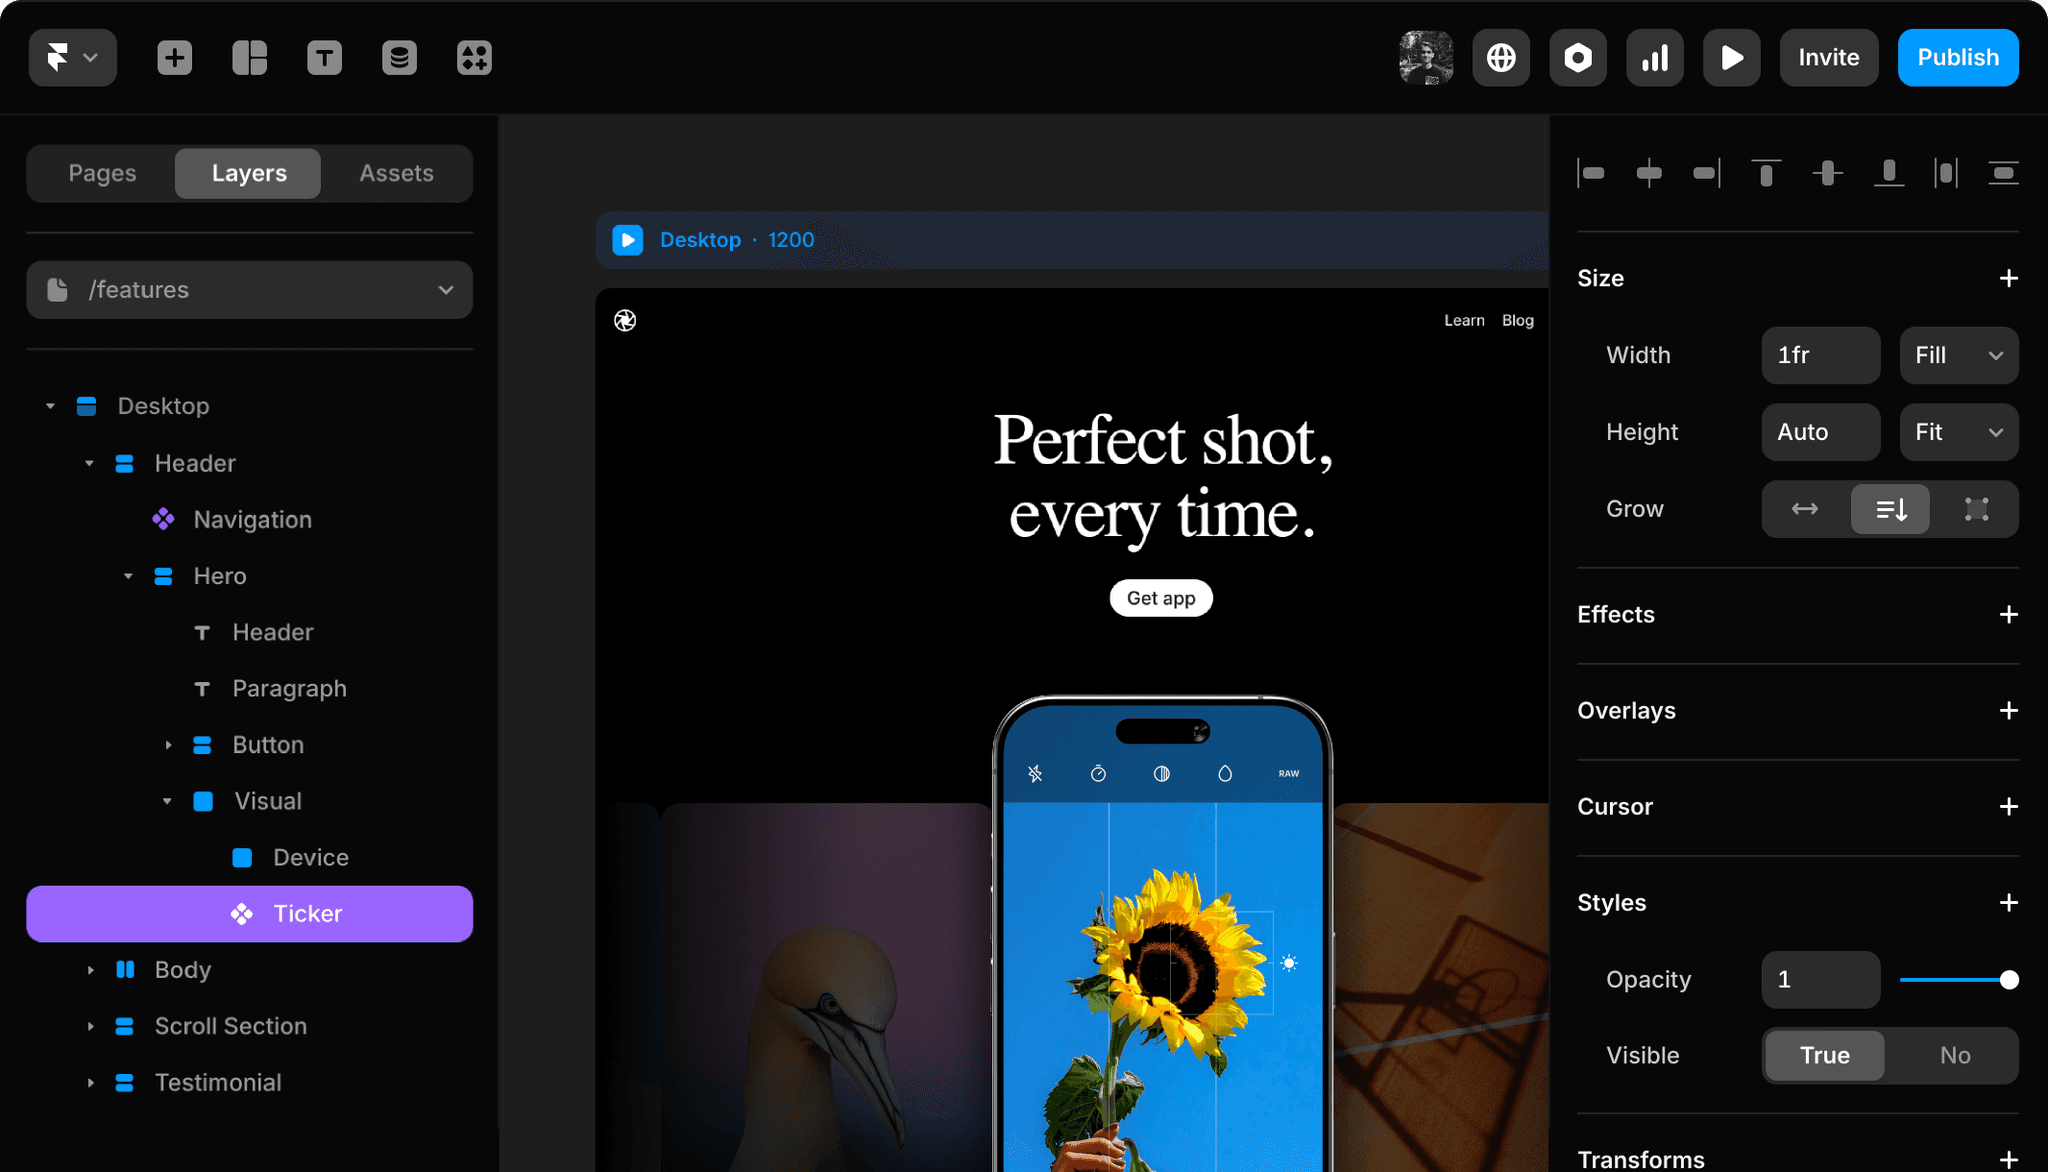 Invite
Publish
Pages
Layers
Assets
/features
Desktop
Header
Navigation
Hero
Header
Paragraph
Button
Visual
Device
Ticker
Body
Scroll Section
Testimonial
Desktop · 1200
Learn Blog
Perfect shot,
every time.
Get app
RAW
Size
Width 1fr Fill
Height Auto Fit
Grow
Effects
Overlays
Cursor
Styles
Opacity 1
Visible True No
Transforms